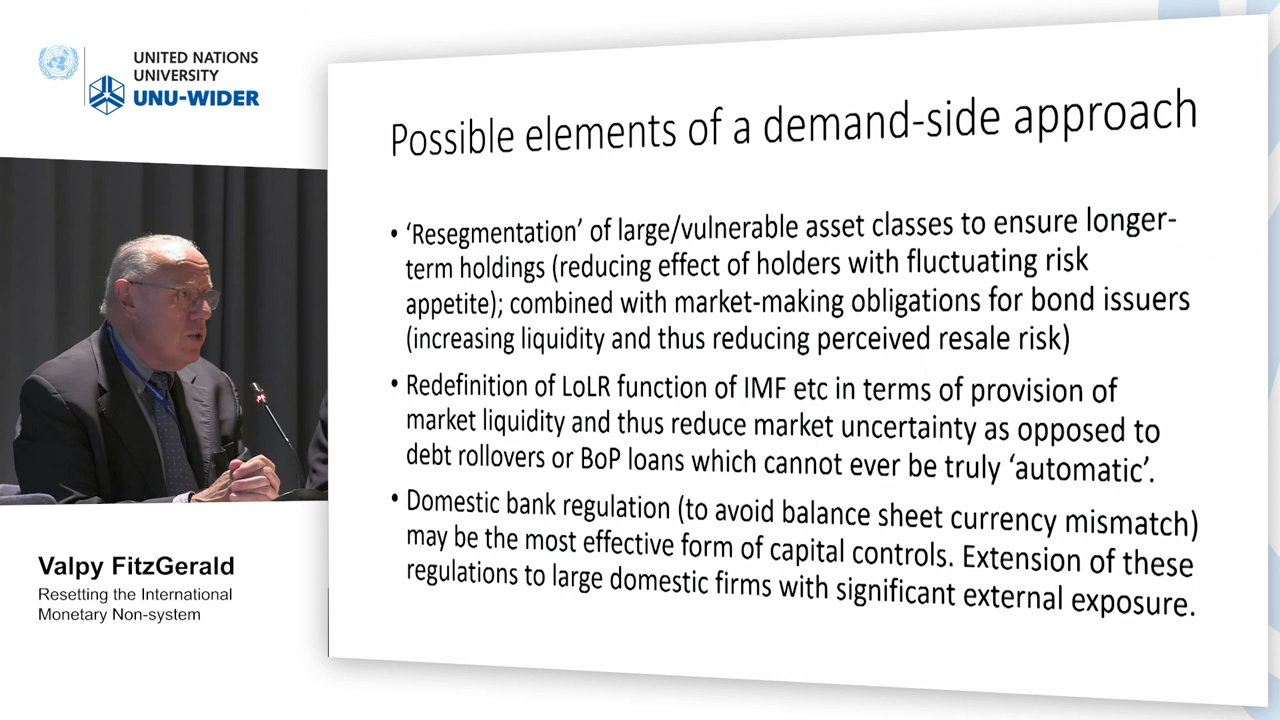 UNITED NATIONS
UNIVERSITY
UNU-WIDER
Possible elements of a demand-side approach
• ‘Resegmentation’ of large/vulnerable asset classes to ensure longer-
term holdings (reducing effect of holders with fluctuating risk
appetite); combined with market-making obligations for bond issuers
(increasing liquidity and thus reducing perceived resale risk)
• Redefinition of LoLR function of IMF etc in terms of provision of
market liquidity and thus reduce market uncertainty as opposed to
debt rollovers or BoP loans which cannot ever be truly ‘automatic’.
• Domestic bank regulation (to avoid balance sheet currency mismatch)
may be the most effective form of capital controls. Extension of these
regulations to large domestic firms with significant external exposure.
Valpy FitzGerald
Resetting the International
Monetary Non-system